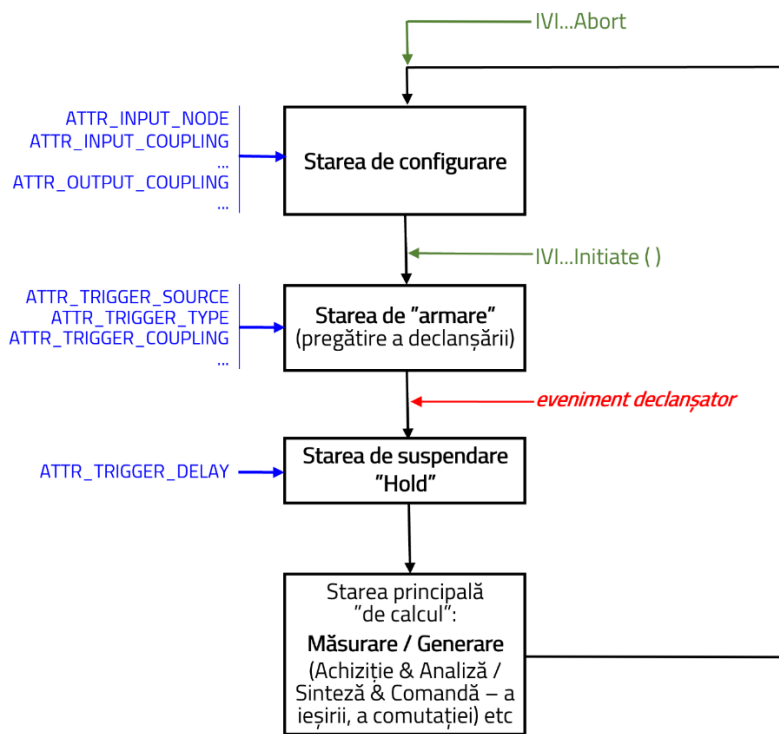 IVI...Abort
ATTR_INPUT_NODE
ATTR_INPUT_COUPLING
...
ATTR_OUTPUT_COUPLING
...
Starea de configurare
IVI...Initiate ( )
ATTR_TRIGGER_SOURCE
ATTR_TRIGGER_TYPE
ATTR_TRIGGER_COUPLING
...
Starea de ”armare”
(pregătire a declanșării)
eveniment declanșator
ATTR_TRIGGER_DELAY
Starea de suspendare
”Hold”
Starea principală
”de calcul”:
Măsurare / Generare
(Achiziție & Analiză /
Sinteză & Comandă – a
ieșirii, a comutației) etc